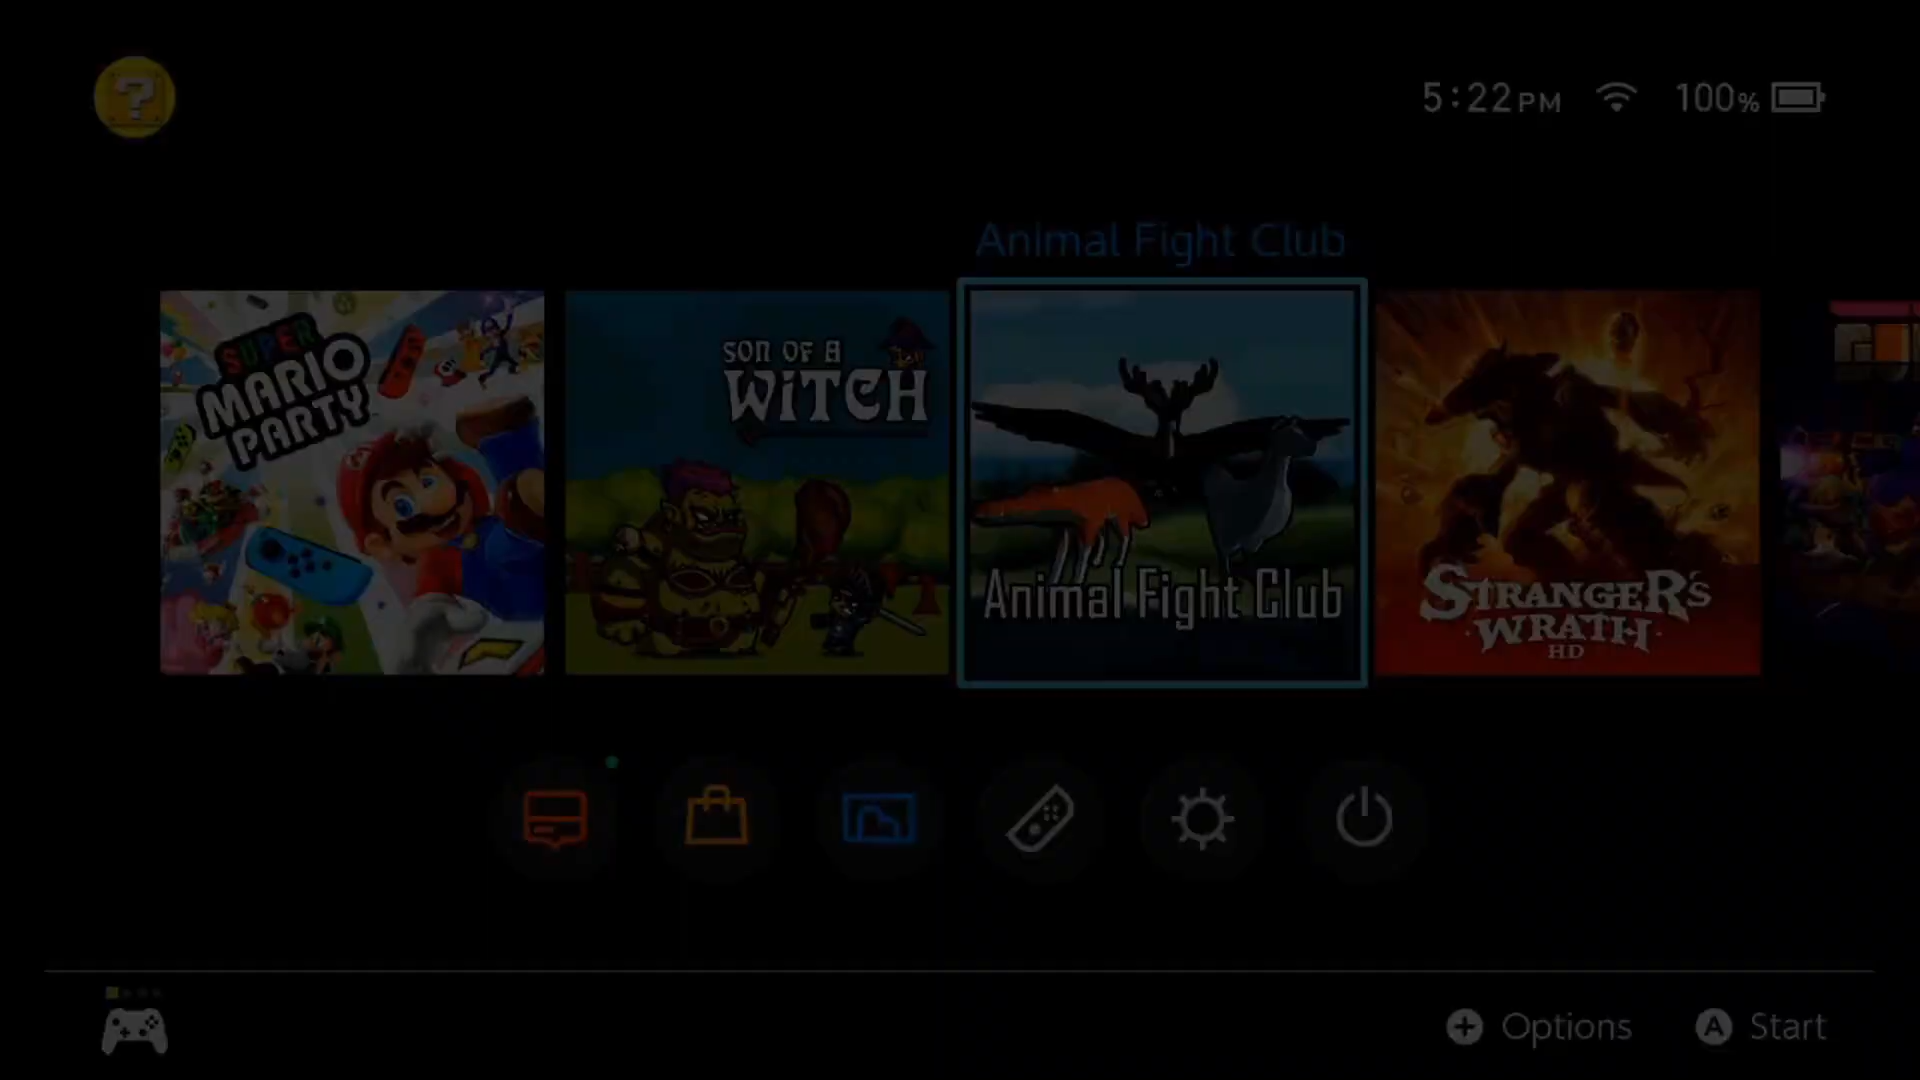 ?
5:22 PM
100%
Animal Fight Club
SUPER
MARIO
PARTY
SON OF A
WITCH
Animal Fight Club
STRANGER'S
WRATH
HD
Options
A Start